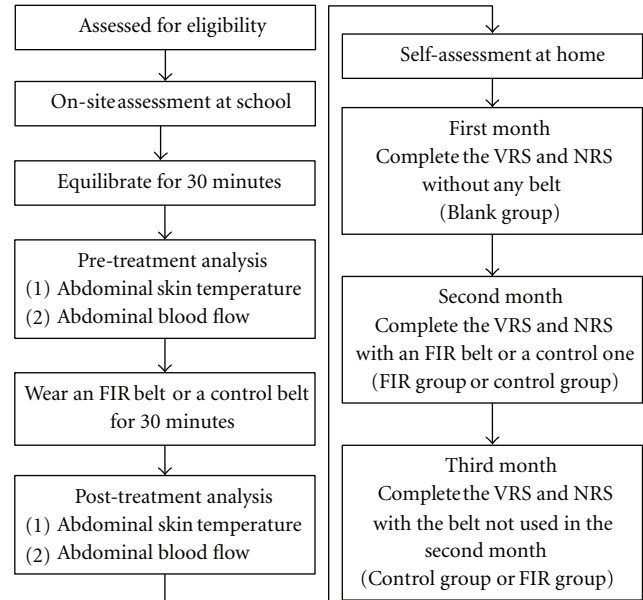 Assessed for eligibility
On-site assessment at school
Equilibrate for 30 minutes
Pre-treatment analysis
(1) Abdominal skin temperature
(2) Abdominal blood flow
Wear an FIR belt or a control belt
for 30 minutes
Post-treatment analysis
(1) Abdominal skin temperature
(2) Abdominal blood flow
Self-assessment at home
First month
Complete the VRS and NRS
without any belt
(Blank group)
Second month
Complete the VRS and NRS
with an FIR belt or a control one
(FIR group or control group)
Third month
Complete the VRS and NRS
with the belt not used in the
second month
(Control group or FIR group)